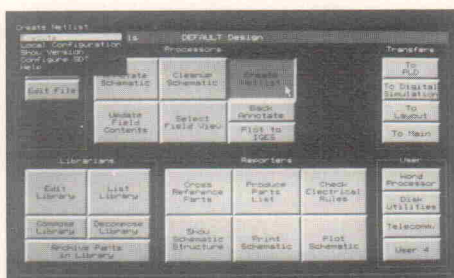 Create Netlist
Execute
Local Configuration
Show Version
Configure SDT
Help
is DEFAULT Design
Processors
Transfers
Edit File
Annotate Schematic
Cleanup Schematic
Create Netlist
Update Field Contents
Select Field View
Back Annotate
Plot to IGES
To PLD
To Digital Simulation
To Layout
To Main
Librarians
Reporters
User
Edit Library
List Library
Compose Library
Decompose Library
Archive Parts in Library
Cross Reference Parts
Produce Parts List
Check Electrical Rules
Show Schematic Structure
Print Schematic
Plot Schematic
Word Processor
Disk Utilities
Telecomm.
User 4